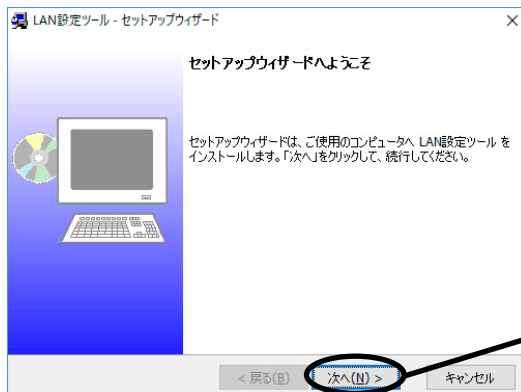 LAN設定ツール - セットアップウィザード
セットアップウィザードへようこそ
セットアップウィザードは、ご使用のコンピュータへ LAN設定ツール を
インストールします。「次へ」をクリックして、続行してください。
< 戻る(B)
次へ(N) >
キャンセル